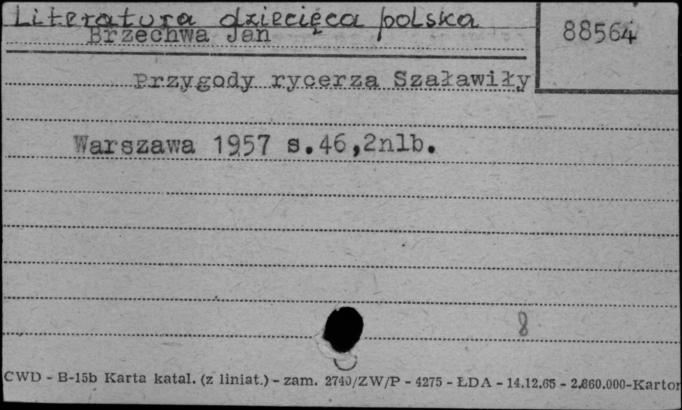 Literatura dziecięca polska
Brzechwa Jan
88564
Przygody rycerza Szaławiły
Warszawa 1957 s.46,2nlb.
8
CWD - B-15b Karta katal. (z liniat.) - zam. 2740/ZW/P - 4275 - ŁDA - 14.12.65 - 2.860.000-Karton